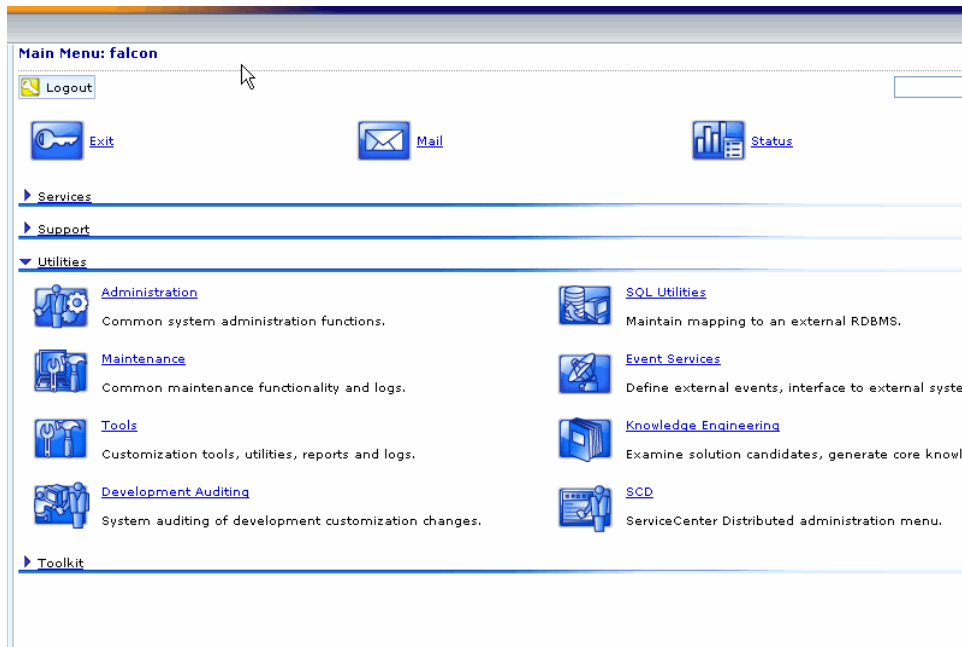 Main Menu: falcon
Logout
Exit Mail Status
Services
Support
Utilities
Administration SQL Utilities
Common system administration functions. Maintain mapping to an external RDBMS.
Maintenance Event Services
Common maintenance functionality and logs. Define external events, interface to external syste
Tools Knowledge Engineering
Customization tools, utilities, reports and logs. Examine solution candidates, generate core knowl
Development Auditing SCD
System auditing of development customization changes. ServiceCenter Distributed administration menu.
Toolkit